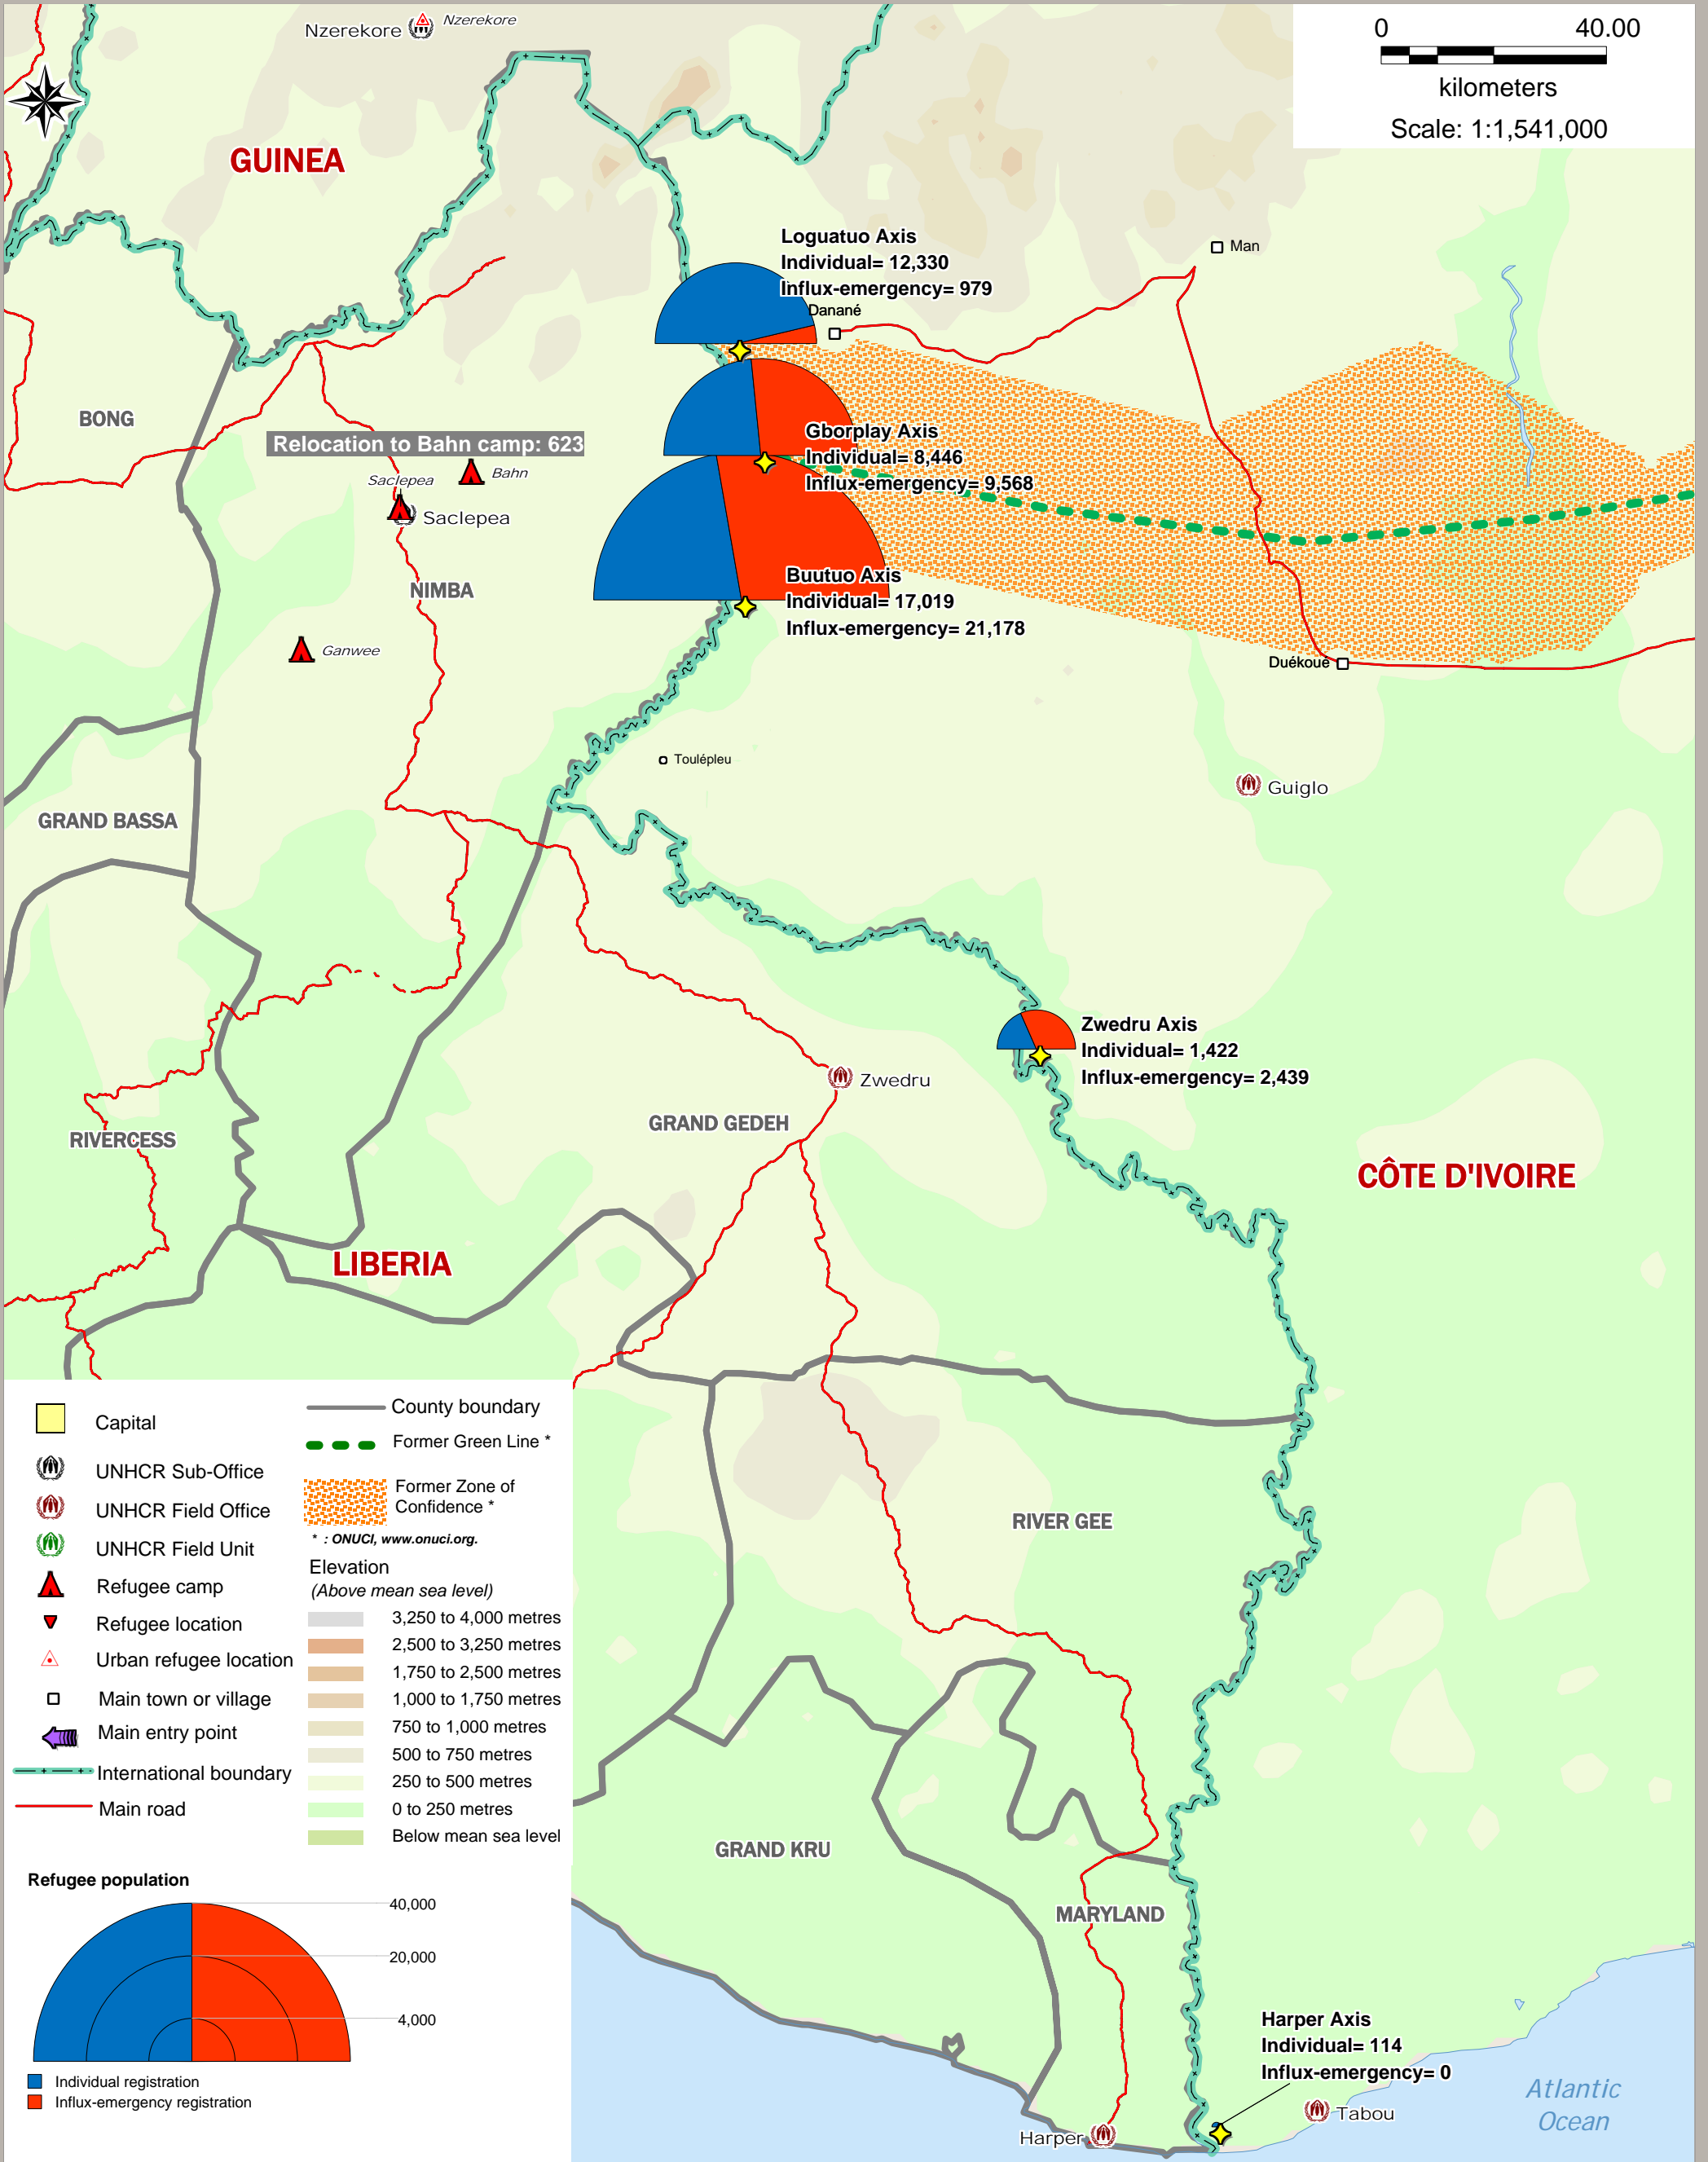 0 40.00
kilometers
Scale: 1:1,541,000
Nzerekore
Nzerekore
GUINEA
Loguatuo Axis
Individual= 12,330
Influx-emergency= 979
Man
Danané
BONG
Relocation to Bahn camp: 623
Gborplay Axis
Individual= 8,446
Influx-emergency= 9,568
Saclepea
Bahn
Saclepea
NIMBA
Buutuo Axis
Individual= 17,019
Influx-emergency= 21,178
Ganwee
Duékoué
Toulépleu
Guiglo
GRAND BASSA
Zwedru Axis
Individual= 1,422
Influx-emergency= 2,439
Zwedru
GRAND GEDEH
RIVERCESS
CÔTE D'IVOIRE
LIBERIA
RIVER GEE
GRAND KRU
MARYLAND
Harper Axis
Individual= 114
Influx-emergency= 0
Tabou
Harper
Atlantic
Ocean
Capital
UNHCR Sub-Office
UNHCR Field Office
UNHCR Field Unit
Refugee camp
Refugee location
Urban refugee location
Main town or village
Main entry point
International boundary
Main road
County boundary
Former Green Line *
Former Zone of
Confidence *
* : ONUCI, www.onuci.org.
Elevation
(Above mean sea level)
3,250 to 4,000 metres
2,500 to 3,250 metres
1,750 to 2,500 metres
1,000 to 1,750 metres
750 to 1,000 metres
500 to 750 metres
250 to 500 metres
0 to 250 metres
Below mean sea level
Refugee population
40,000
20,000
4,000
Individual registration
Influx-emergency registration